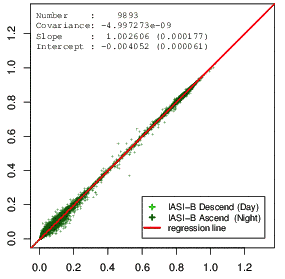 Number    :   9893
Covariance: -4.997273e-09
Slope     :  1.002606 (0.000177)
Intercept : -0.004052 (0.000061)
1.2
1.0
0.8
0.6
0.4
0.2
0.0
IASI-B Descend (Day)
IASI-B Ascend (Night)
regression line
0.0 0.2 0.4 0.6 0.8 1.0 1.2